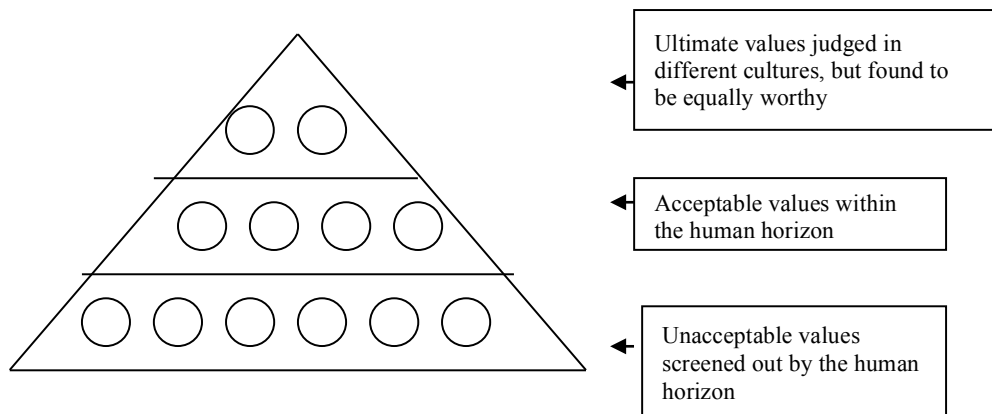 Ultimate values judged in
different cultures, but found to
be equally worthy
Acceptable values within
the human horizon
Unacceptable values
screened out by the human
horizon